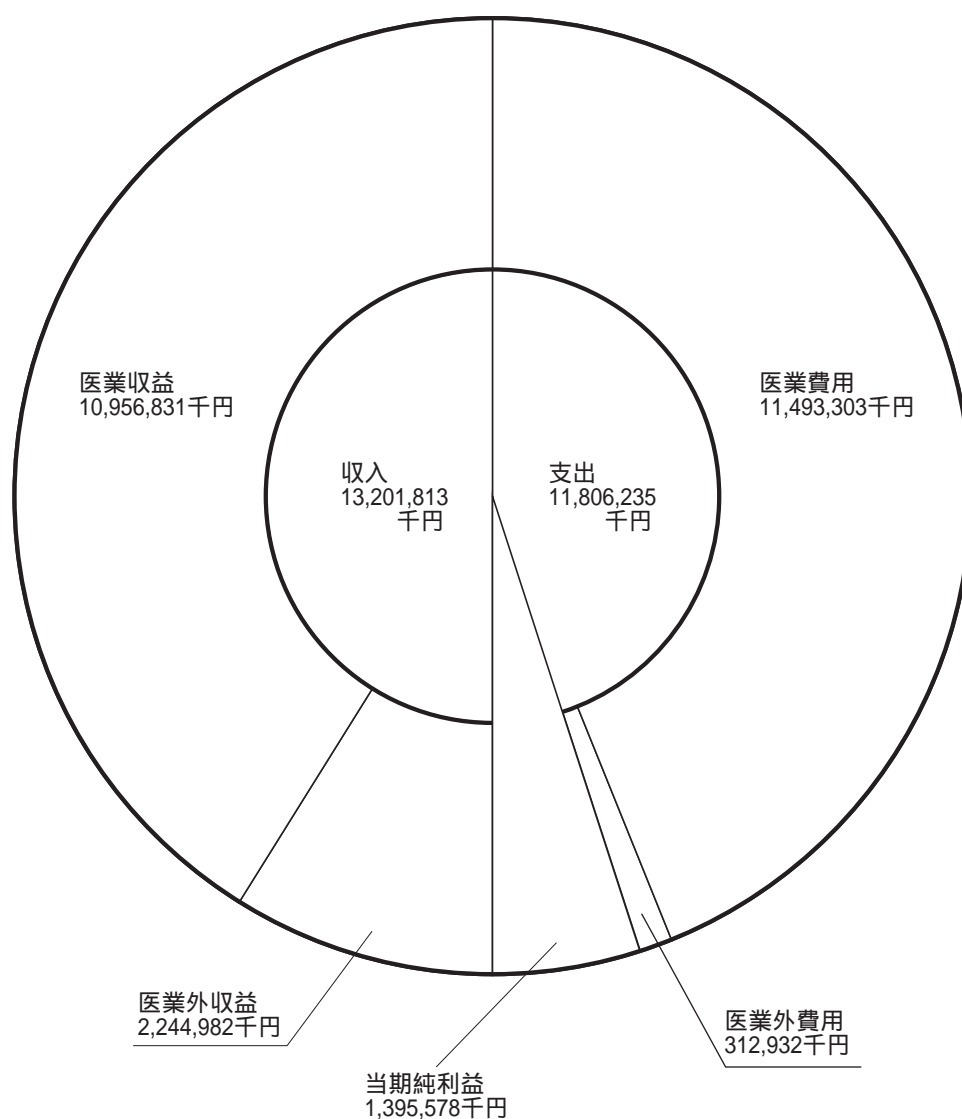 医業収益
10,956,831千円
医業費用
11,493,303千円
収入
13,201,813
千円
支出
11,806,235
千円
医業外収益
2,244,982千円
医業外費用
312,932千円
当期純利益
1,395,578千円